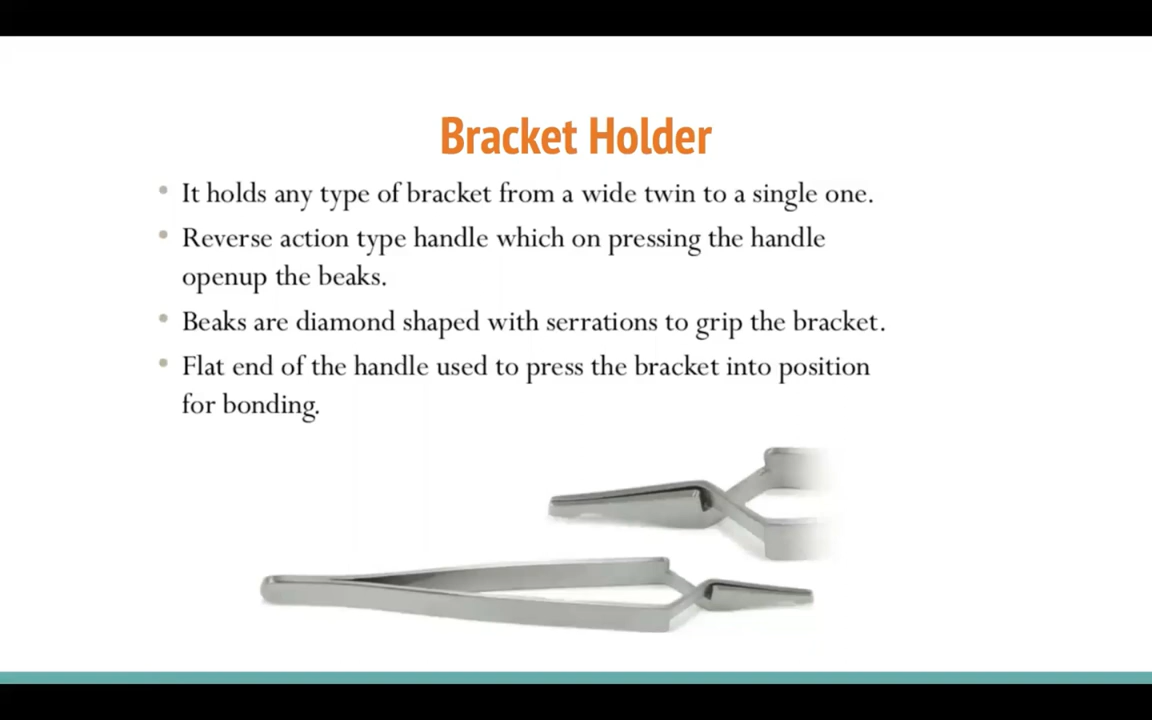 Bracket Holder
• It holds any type of bracket from a wide twin to a single one.
• Reverse action type handle which on pressing the handle
openup the beaks.
• Beaks are diamond shaped with serrations to grip the bracket.
• Flat end of the handle used to press the bracket into position
for bonding.